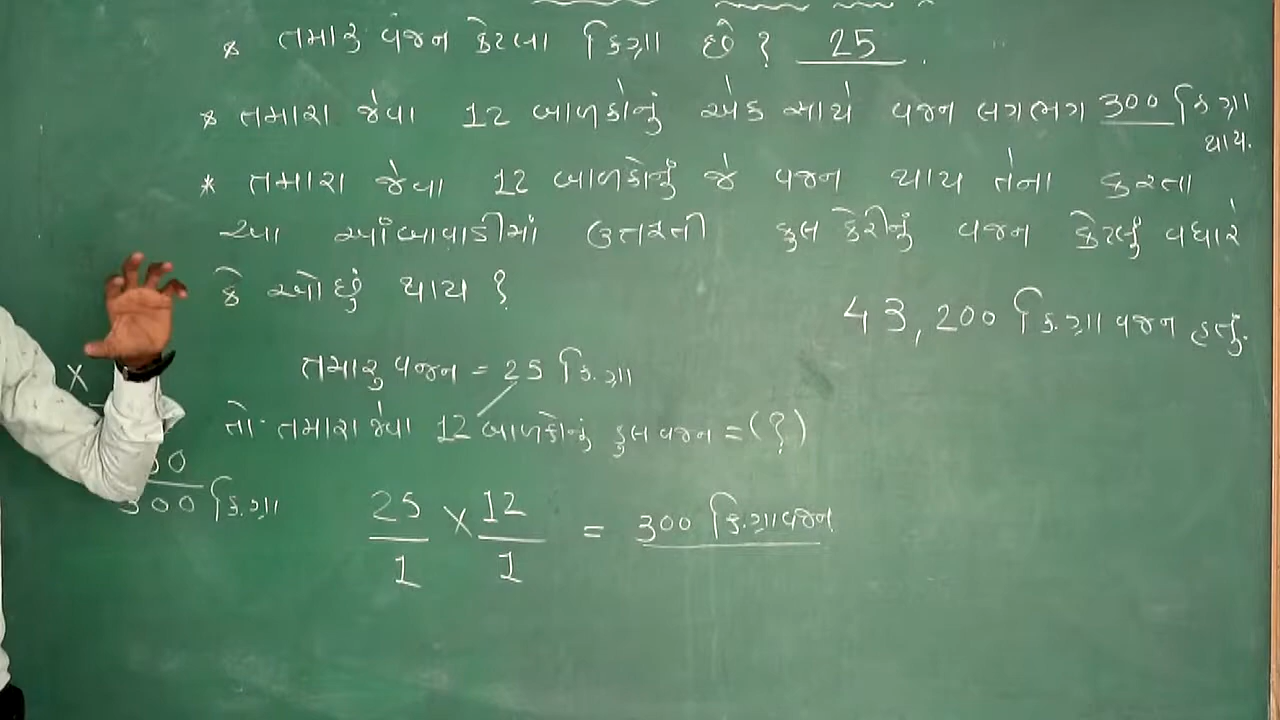 * તમારુ વજન કેટલા કિગ્રા છે? 25.
* તમારા જેવા 12 બાળકોનું એક સાથે વજન લગભગ 300 કિગ્રા
થાય.
* તમારા જેવા 12 બાળકોનું જે વજન થાય તેના કરતા
આ આંબાવાડીમાં ઉતરતી કુલ કેરીનું વજન કેટલું વધારે
કે ઓછું થાય?
43,200 કિ.ગ્રા વજન હતું.
તમારુ વજન = 25 કિ.ગ્રા
તો. તમારા જેવા 12 બાળકોનું કુલ વજન = (?)
×
300 કિ.ગ્રા
25/1 × 12/1 = 300 કિ.ગ્રા વજન